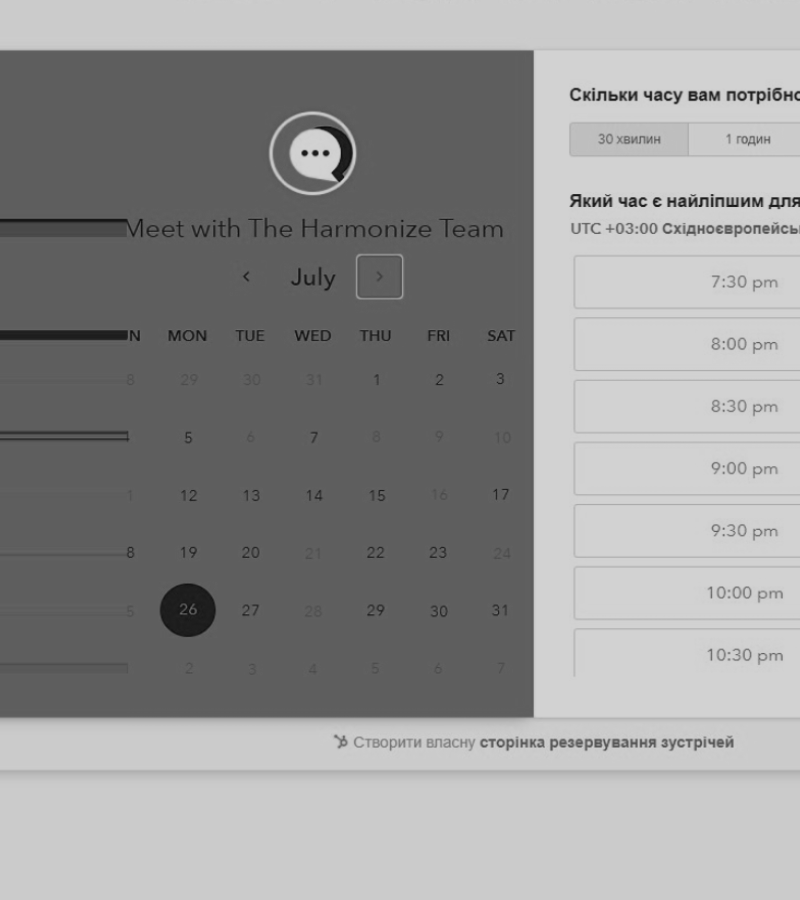 Meet with The Harmonize Team
July
N MON TUE WED THU FRI SAT
8 29 30 31 1 2 3
5 6 7 8 9 10
1 12 13 14 15 16 17
8 19 20 21 22 23 24
5 26 27 28 29 30 31
2 3 4 5 6 7
Скільки часу вам потрібно
30 хвилин 1 годин
Який час є найліпшим для
UTC +03:00 Східноєвропейсь
7:30 pm
8:00 pm
8:30 pm
9:00 pm
9:30 pm
10:00 pm
10:30 pm
Створити власну сторінка резервування зустрічей